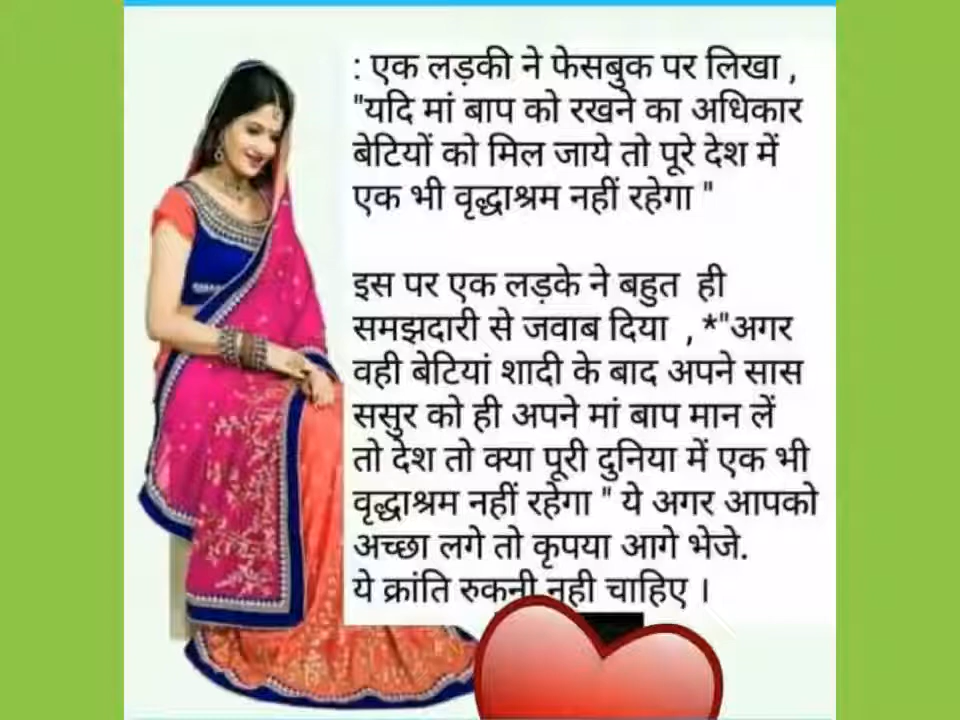 : एक लड़की ने फेसबुक पर लिखा ,
"यदि मां बाप को रखने का अधिकार
बेटियों को मिल जाये तो पूरे देश में
एक भी वृद्धाश्रम नहीं रहेगा "
इस पर एक लड़के ने बहुत ही
समझदारी से जवाब दिया , *"अगर
वही बेटियां शादी के बाद अपने सास
ससुर को ही अपने मां बाप मान लें
तो देश तो क्या पूरी दुनिया में एक भी
वृद्धाश्रम नहीं रहेगा " ये अगर आपको
अच्छा लगे तो कृपया आगे भेजे.
ये क्रांति रुकनी नही चाहिए ।